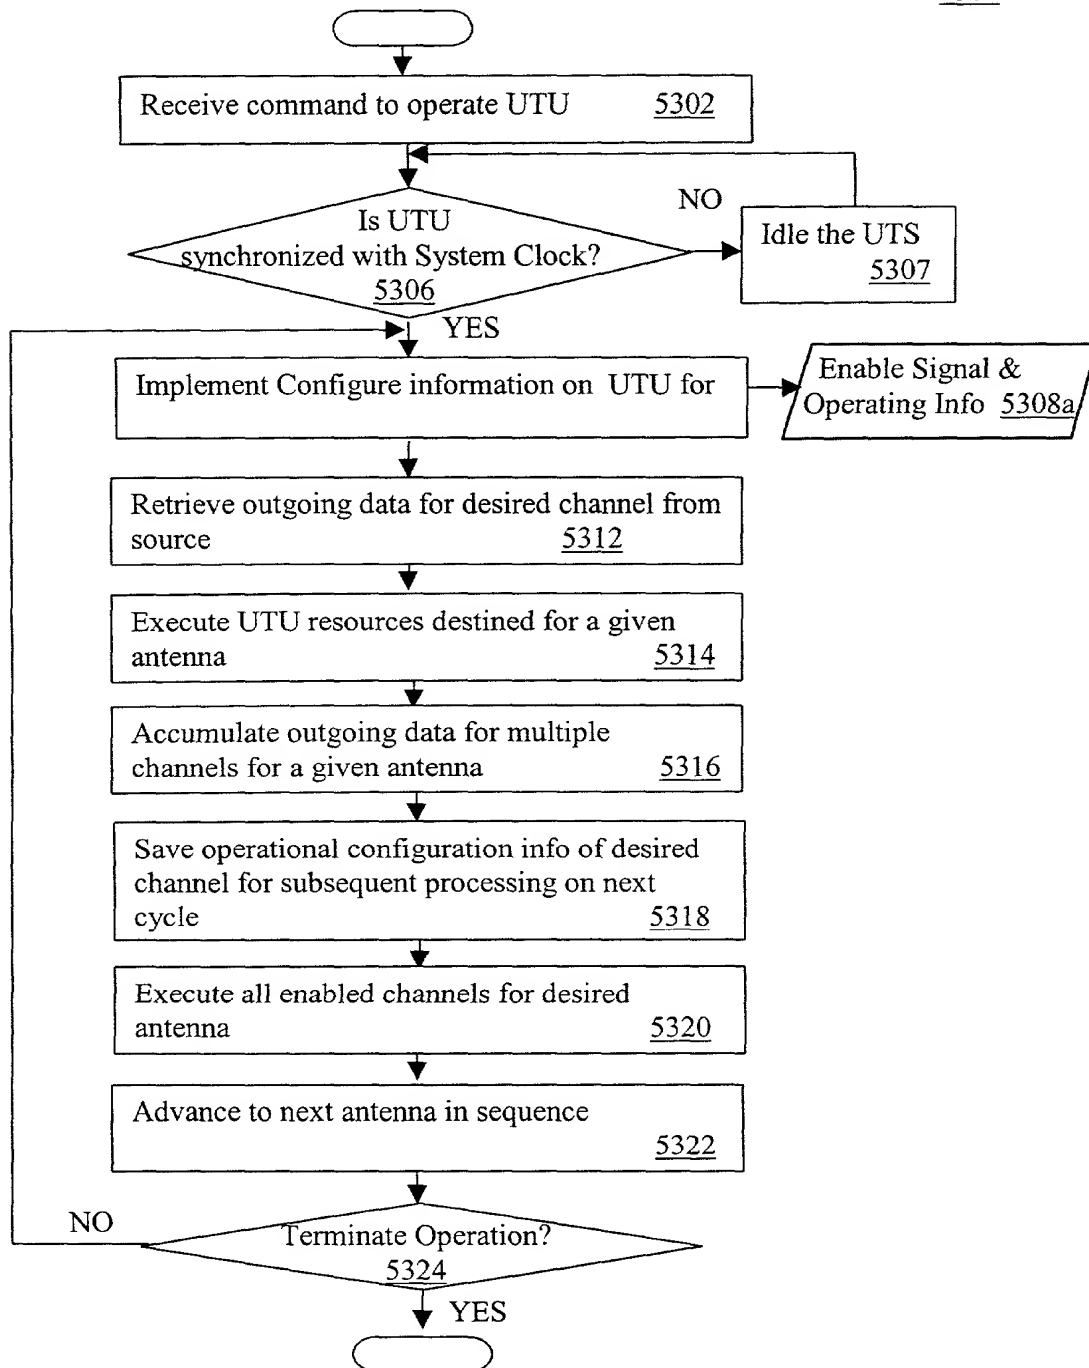 Receive command to operate UTU 5302
NO
Is UTU
synchronized with System Clock?
5306
Idle the UTS
5307
YES
Implement Configure information on UTU for
Enable Signal &
Operating Info 5308a
Retrieve outgoing data for desired channel from
source 5312
Execute UTU resources destined for a given
antenna 5314
Accumulate outgoing data for multiple
channels for a given antenna 5316
Save operational configuration info of desired
channel for subsequent processing on next
cycle 5318
Execute all enabled channels for desired
antenna 5320
Advance to next antenna in sequence
5322
NO
Terminate Operation?
5324
YES